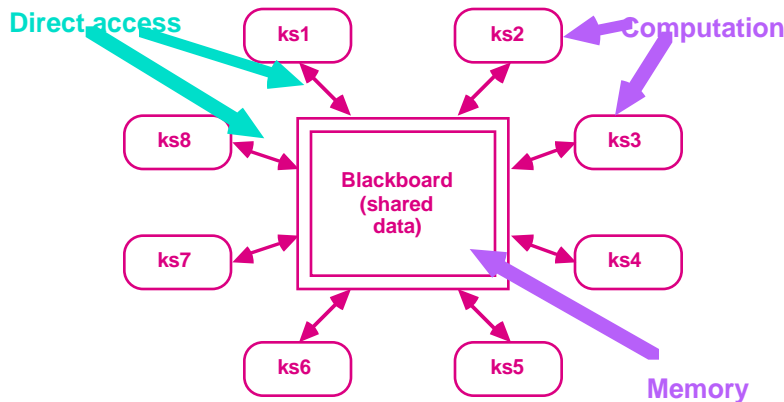 Direct access
ks1
ks2
Computation
ks8
ks3
Blackboard
(shared
data)
ks7
ks4
ks6
ks5
Memory